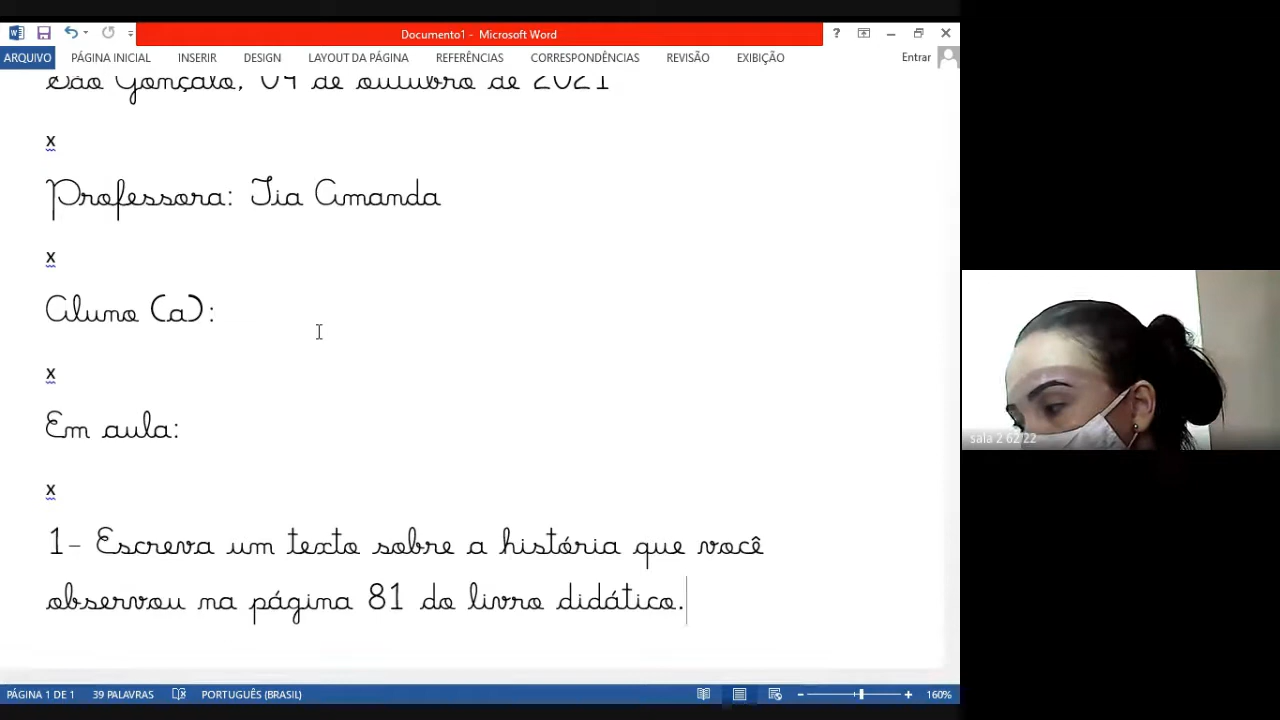 Documento1 - Microsoft Word
?
ARQUIVO PÁGINA INICIAL INSERIR DESIGN LAYOUT DA PÁGINA REFERÊNCIAS CORRESPONDÊNCIAS REVISÃO EXIBIÇÃO Entrar
São Gonçalo, 04 de outubro de 2021
x
Professora: Tia Amanda
x
Aluno (a):
x
Em aula:
x
1- Escreva um texto sobre a história que você
observou na página 81 do livro didático.
sala 2 62 22
PÁGINA 1 DE 1 39 PALAVRAS PORTUGUÊS (BRASIL) 160%